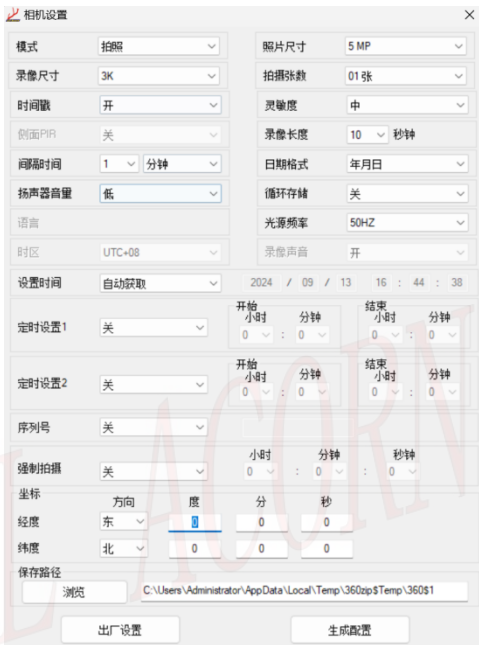 相机设置
模式 拍照 照片尺寸 5 MP
录像尺寸 3K 拍摄张数 01 张
时间戳 开 灵敏度 中
侧面PIR 关 录像长度 10 秒钟
间隔时间 1 分钟 日期格式 年月日
扬声器音量 低 循环存储 关
语言 光源频率 50HZ
时区 UTC+08 录像声音 开
设置时间 自动获取 2024 / 09 / 13 16 : 44 : 38
开始 结束
小时 分钟 小时 分钟
定时设置1 关 0 : 0 0 : 0
开始 结束
小时 分钟 小时 分钟
定时设置2 关 0 : 0 0 : 0
序列号 关
小时 分钟 秒钟
强制拍摄 关 0 : 0 : 0
坐标
方向 度 分 秒
经度 东 0 0 0
纬度 北 0 0 0
保存路径
浏览 C:\Users\Administrator\AppData\Local\Temp\360zip$Temp\360$1
出厂设置 生成配置
L ACORN